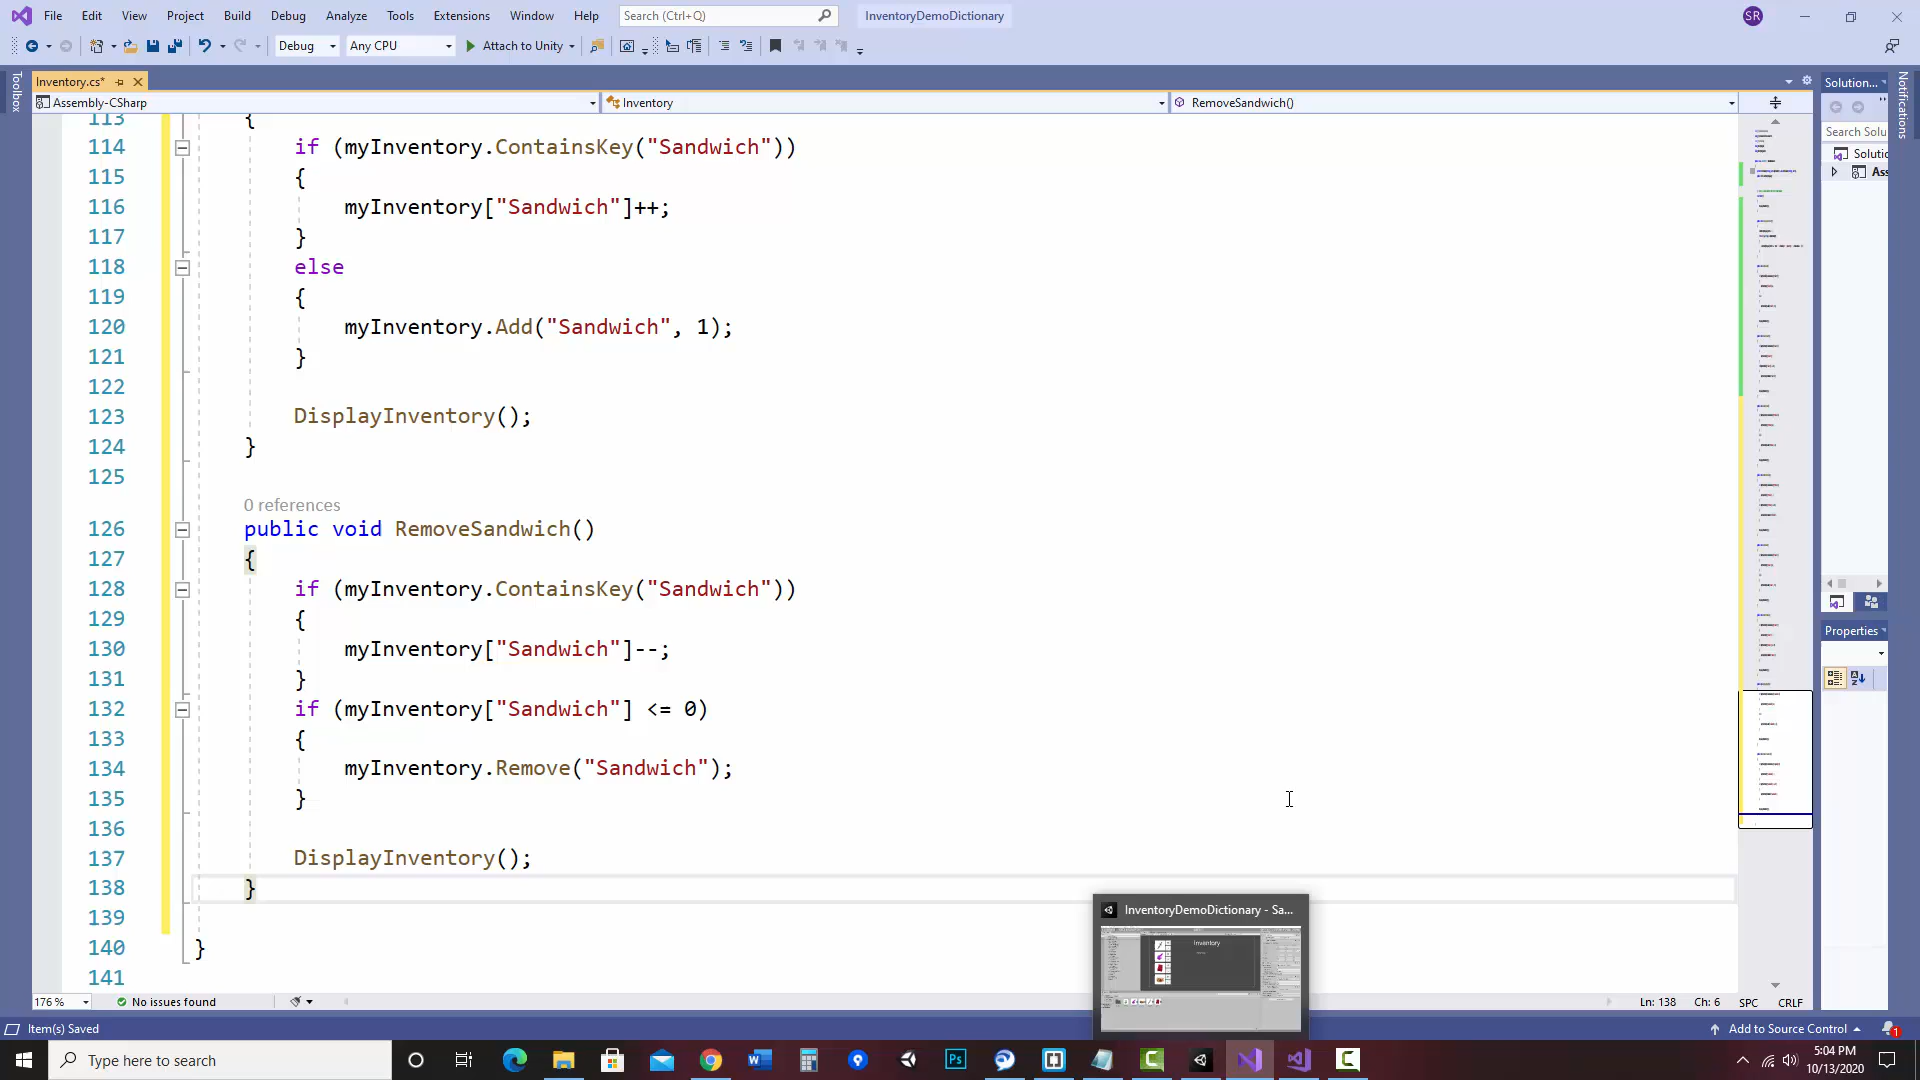 File Edit View Project Build Debug Analyze Tools Extensions Window Help Search (Ctrl+Q) InventoryDemoDictionary SR
Debug Any CPU Attach to Unity
Toolbox
Inventory.cs*
Solution...
Notifications
Assembly-CSharp Inventory RemoveSandwich()
Search Solu
113 {
114 if (myInventory.ContainsKey("Sandwich"))
Solutio
115 {
Ass
116 myInventory["Sandwich"]++;
117 }
118 else
119 {
120 myInventory.Add("Sandwich", 1);
121 }
122
123 DisplayInventory();
124 }
125
0 references
126 public void RemoveSandwich()
127 {
128 if (myInventory.ContainsKey("Sandwich"))
129 {
Properties
130 myInventory["Sandwich"]--;
131 }
132 if (myInventory["Sandwich"] <= 0)
133 {
134 myInventory.Remove("Sandwich");
135 }
136
137 DisplayInventory();
138 }
139
140 }
141
InventoryDemoDictionary - Sa...
Inventory
176 % No issues found Ln: 138 Ch: 6 SPC CRLF
Item(s) Saved Add to Source Control 1
Type here to search
5:04 PM
10/13/2020